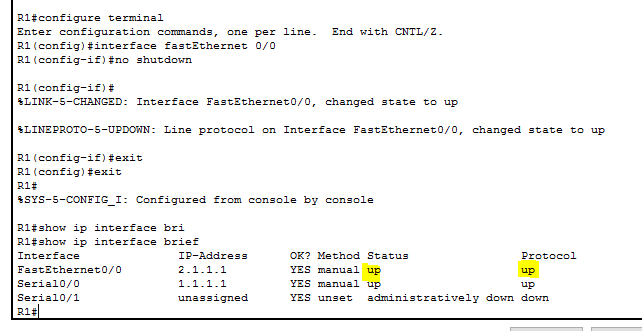 R1#configure terminal
Enter configuration commands, one per line.  End with CNTL/Z.
R1(config)#interface fastEthernet 0/0
R1(config-if)#no shutdown
R1(config-if)#
%LINK-5-CHANGED: Interface FastEthernet0/0, changed state to up
%LINEPROTO-5-UPDOWN: Line protocol on Interface FastEthernet0/0, changed state to up
R1(config-if)#exit
R1(config)#exit
R1#
%SYS-5-CONFIG_I: Configured from console by console
R1#show ip interface bri
R1#show ip interface brief
Interface              IP-Address      OK? Method Status                Protocol
FastEthernet0/0        2.1.1.1         YES manual up                    up
Serial0/0              1.1.1.1         YES manual up                    up
Serial0/1              unassigned      YES unset  administratively down down
R1#